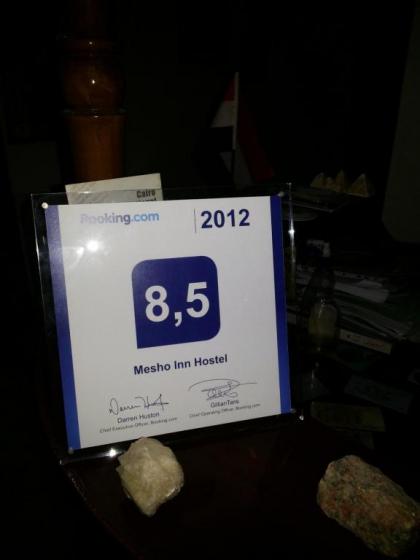 Cairo
Booking.com
2012
8,5
Mesho Inn Hostel
Darren Huston
Chief Executive Officer, Booking.com
GillianTans
Chief Operating Officer, Booking.com